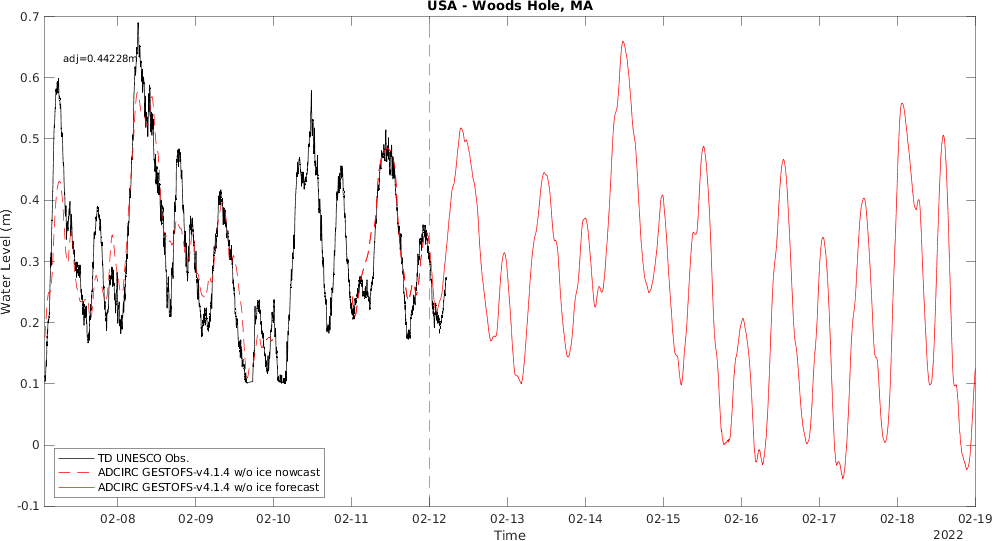 USA - Woods Hole, MA
adj=0.44228m
Water Level (m)
0.7
0.6
0.5
0.4
0.3
0.2
0.1
0
-0.1
TD UNESCO Obs.
ADCIRC GESTOFS-v4.1.4 w/o ice nowcast
ADCIRC GESTOFS-v4.1.4 w/o ice forecast
02-08 02-09 02-10 02-11 02-12 02-13 02-14 02-15 02-16 02-17 02-18 02-19
Time
2022